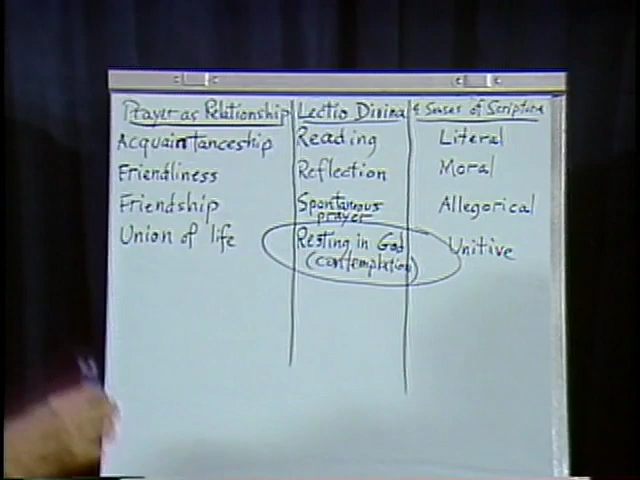 Prayer as Relationship Lectio Divina 4 Senses of Scripture
Acquaintanceship Reading Literal
Friendliness Reflection Moral
Friendship Spontaneous prayer Allegorical
Union of life Resting in God (contemplation) Unitive